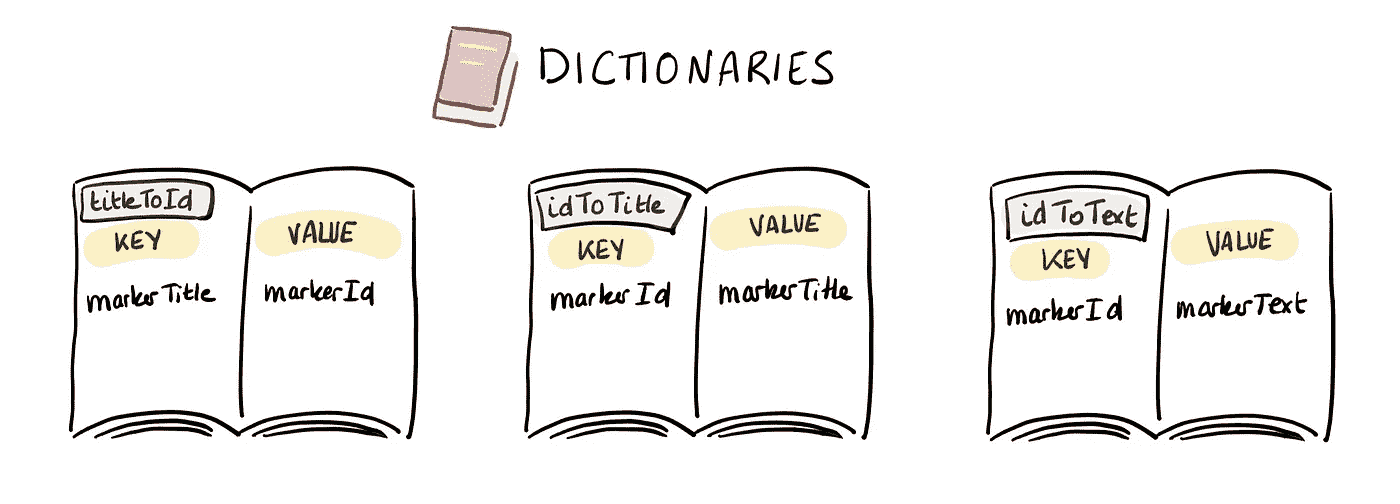 DICTIONARIES
titleToId
KEY
VALUE
markerTitle
markerId
idToTitle
KEY
VALUE
markerId
markerTitle
idToText
KEY
VALUE
markerId
markerText